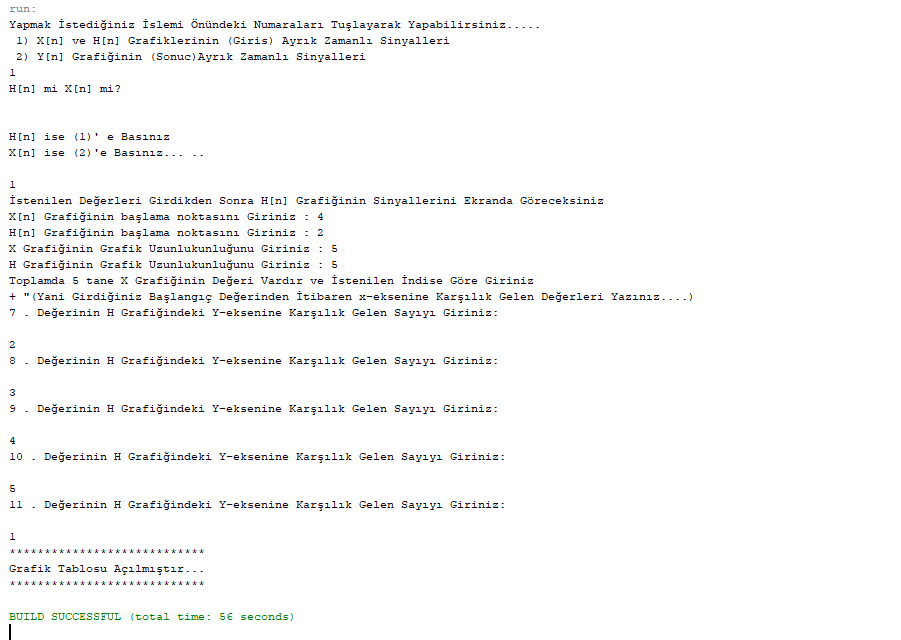 run:
Yapmak İstediğiniz İslemi Önündeki Numaraları Tuşlayarak Yapabilirsiniz.....
1) X[n] ve H[n] Grafiklerinin (Giris) Ayrık Zamanlı Sinyalleri
2) Y[n] Grafiğinin (Sonuc)Ayrık Zamanlı Sinyalleri
1
H[n] mi X[n] mi?
H[n] ise (1)' e Basınız
X[n] ise (2)'e Basınız... ..
1
İstenilen Değerleri Girdikden Sonra H[n] Grafiğinin Sinyallerini Ekranda Göreceksiniz
X[n] Grafiğinin başlama noktasını Giriniz : 4
H[n] Grafiğinin başlama noktasını Giriniz : 2
X Grafiğinin Grafik Uzunlukunluğunu Giriniz : 5
H Grafiğinin Grafik Uzunlukunluğunu Giriniz : 5
Toplamda 5 tane X Grafiğinin Değeri Vardır ve İstenilen İndise Göre Giriniz
+ "(Yani Girdiğiniz Başlangıç Değerinden İtibaren x-eksenine Karşılık Gelen Değerleri Yazınız....)
7 . Değerinin H Grafiğindeki Y-eksenine Karşılık Gelen Sayıyı Giriniz:
2
8 . Değerinin H Grafiğindeki Y-eksenine Karşılık Gelen Sayıyı Giriniz:
3
9 . Değerinin H Grafiğindeki Y-eksenine Karşılık Gelen Sayıyı Giriniz:
4
10 . Değerinin H Grafiğindeki Y-eksenine Karşılık Gelen Sayıyı Giriniz:
5
11 . Değerinin H Grafiğindeki Y-eksenine Karşılık Gelen Sayıyı Giriniz:
1
****************************
Grafik Tablosu Açılmıştır...
****************************
BUILD SUCCESSFUL (total time: 56 seconds)